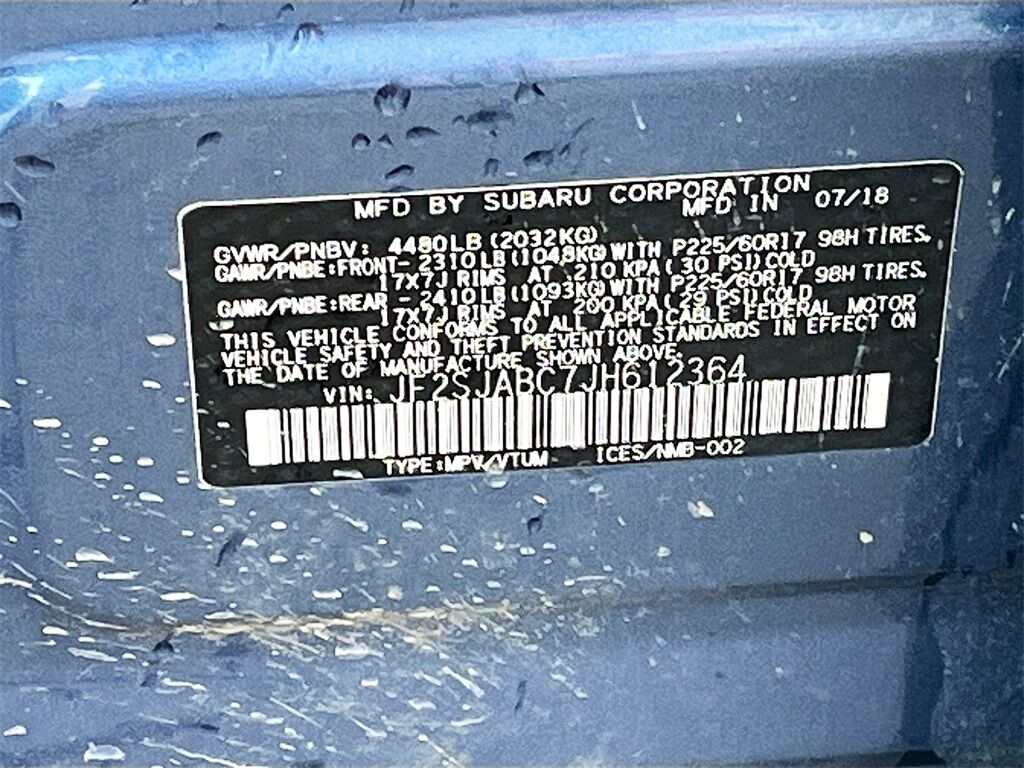 MFD BY SUBARU CORPORATION
MFD IN 07/18
GVWR/PNBV: 4480LB(2032KG)
GAWR/PNBE:FRONT- 2310LB(1048KG)WITH P225/60R17 98H TIRES,
17X7J RIMS AT 210 KPA( 30 PSI)COLD
GAWR/PNBE:REAR - 2410LB(1093KG)WITH P225/60R17 98H TIRES,
17X7J RIMS AT 200 KPA( 29 PSI)COLD
THIS VEHICLE CONFORMS TO ALL APPLICABLE FEDERAL MOTOR
VEHICLE SAFETY AND THEFT PREVENTION STANDARDS IN EFFECT ON
THE DATE OF MANUFACTURE SHOWN ABOVE.
VIN: JF2SJABC7JH612364
TYPE:MPV/VTUM ICES/NMB-002